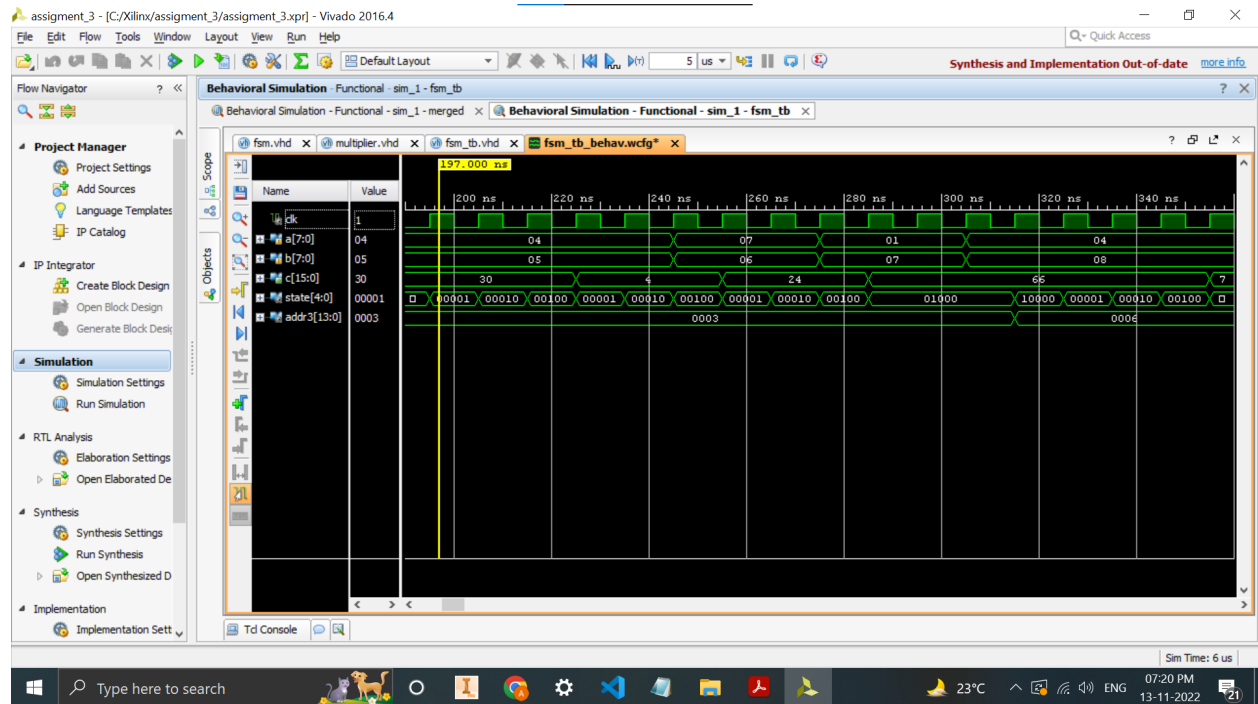 assigment_3 - [C:/Xilinx/assigment_3/assigment_3.xpr] - Vivado 2016.4
File Edit Flow Tools Window Layout View Run Help
Quick Access
Default Layout
5 us
Synthesis and Implementation Out-of-date more info
Flow Navigator
Behavioral Simulation - Functional - sim_1 - fsm_tb
Behavioral Simulation - Functional - sim_1 - merged
Behavioral Simulation - Functional - sim_1 - fsm_tb
Project Manager
Project Settings
Add Sources
Language Templates
IP Catalog
IP Integrator
Create Block Design
Open Block Design
Generate Block Desig
Simulation
Simulation Settings
Run Simulation
RTL Analysis
Elaboration Settings
Open Elaborated De
Synthesis
Synthesis Settings
Run Synthesis
Open Synthesized D
Implementation
Implementation Sett
Scope
Objects
fsm.vhd multiplier.vhd fsm_tb.vhd fsm_tb_behav.wcfg*
197.000 ns
Name Value
200 ns 220 ns 240 ns 260 ns 280 ns 300 ns 320 ns 340 ns
clk 1
a[7:0] 04 04 07 01 04
b[7:0] 05 05 06 07 08
c[15:0] 30 30 4 24 66 7
state[4:0] 00001 00001 00010 00100 00001 00010 00100 00001 00010 00100 01000 10000 00001 00010 00100
addr3[13:0] 0003 0003 0006
Tcl Console
Sim Time: 6 us
Type here to search
23°C
ENG
07:20 PM
13-11-2022
21